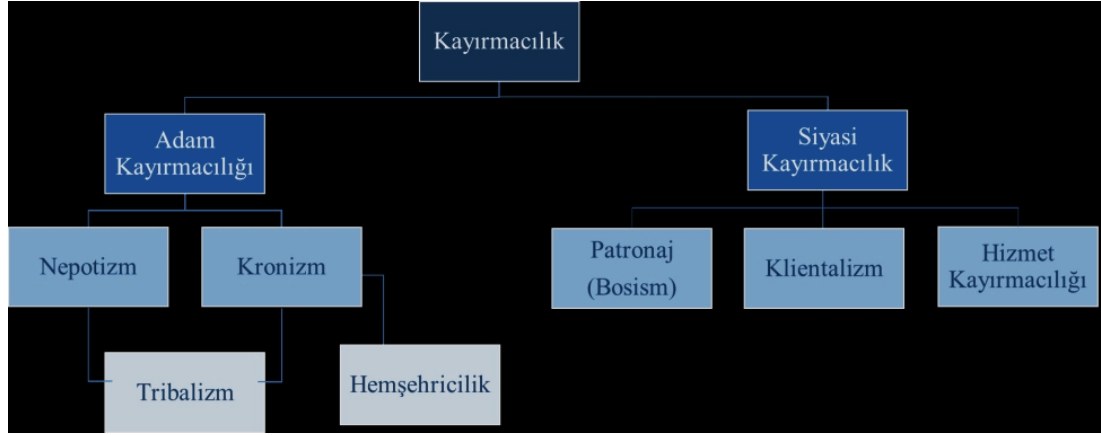 Kayırmacılık
Adam
Kayırmacılığı
Siyasi
Kayırmacılık
Nepotizm
Kronizm
Patronaj
(Bosism)
Klientalizm
Hizmet
Kayırmacılığı
Tribalizm
Hemşehricilik